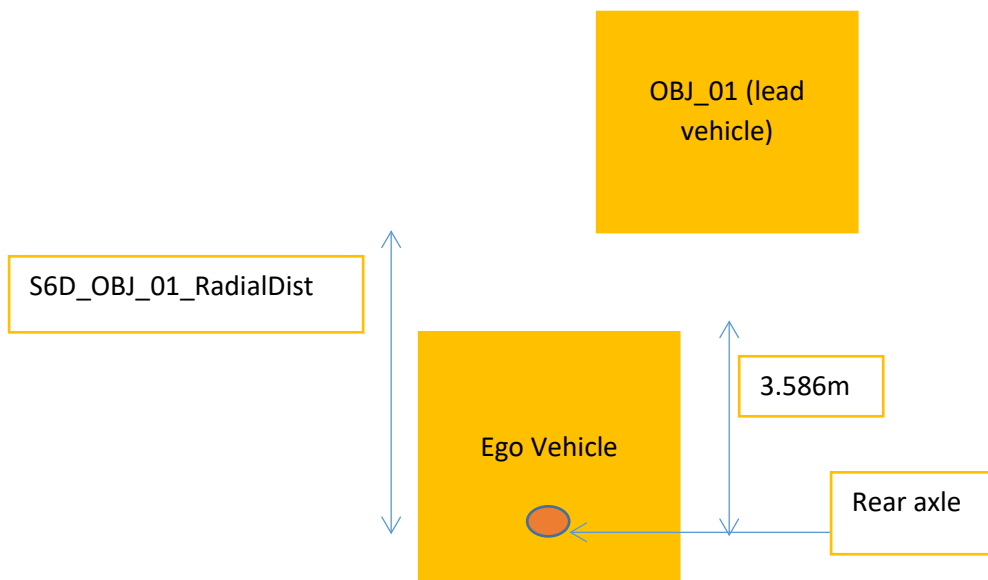 OBJ_01 (lead
vehicle)
S6D_OBJ_01_RadialDist
3.586m
Ego Vehicle
Rear axle